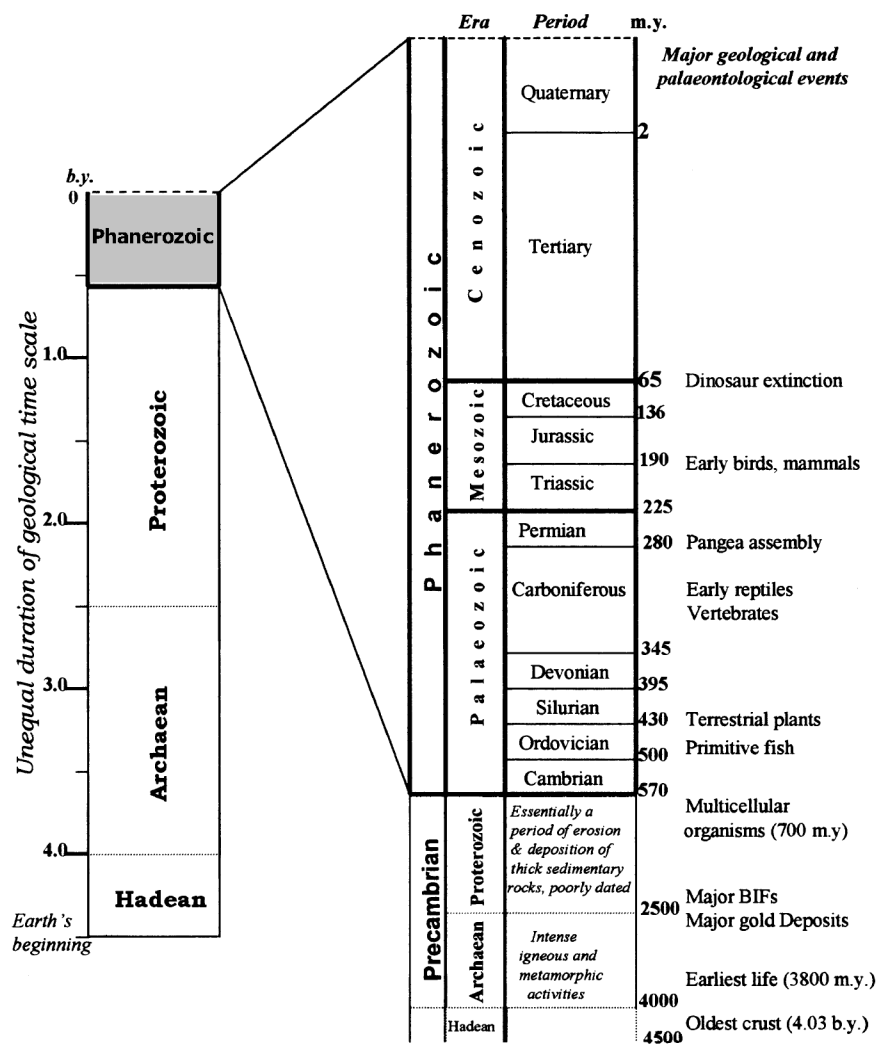 Era Period m.y.
Major geological and
palaeontological events
b.y.
0
Phanerozoic
1.0
Proterozoic
2.0
3.0
Archaean
4.0
Hadean
Earth's
beginning
Unequal duration of geological time scale
Phanerozoic
Precambrian
Cenozoic
Quaternary
2
Tertiary
65 Dinosaur extinction
Mesozoic
Cretaceous
136
Jurassic
190 Early birds, mammals
Triassic
225
Palaeozoic
Permian
280 Pangea assembly
Carboniferous
Early reptiles
Vertebrates
345
Devonian
395
Silurian
430 Terrestrial plants
Ordovician
Primitive fish
500
Cambrian
570
Proterozoic
Essentially a
period of erosion
& deposition of
thick sedimentary
rocks, poorly dated
Multicellular
organisms (700 m.y)
Major BIFs
2500
Major gold Deposits
Archaean
Intense
igneous and
metamorphic
activities
Earliest life (3800 m.y.)
4000
Hadean
Oldest crust (4.03 b.y.)
4500